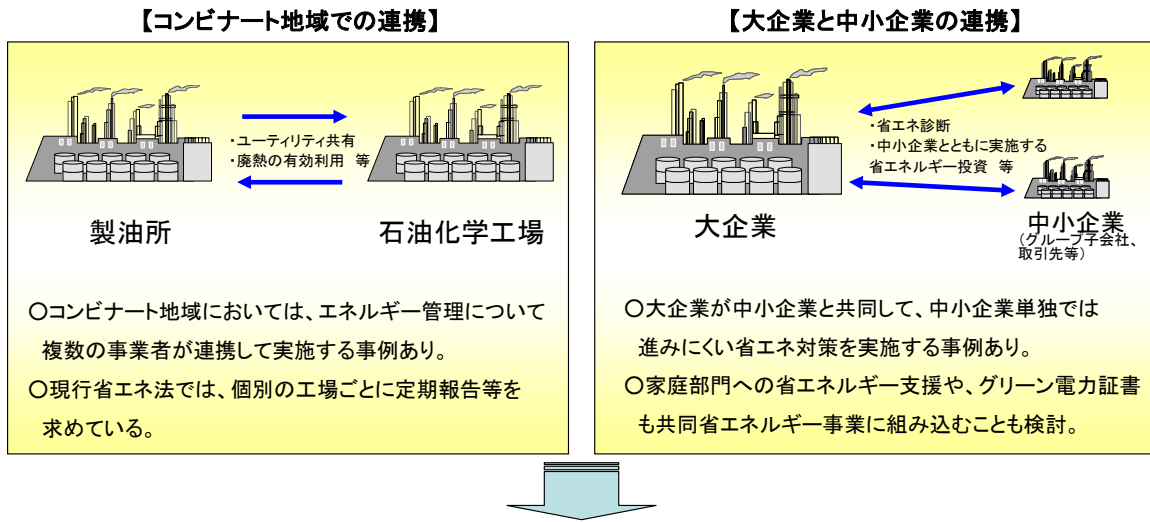 【コンビナート地域での連携】
・ユーティリティ共有
・廃熱の有効利用 等
製油所
石油化学工場
〇コンビナート地域においては、エネルギー管理について
複数の事業者が連携して実施する事例あり。
〇現行省エネ法では、個別の工場ごとに定期報告等を
求めている。
【大企業と中小企業の連携】
・省エネ診断
・中小企業とともに実施する
省エネルギー投資 等
大企業
中小企業
(グループ子会社、
取引先等)
〇大企業が中小企業と共同して、中小企業単独では
進みにくい省エネ対策を実施する事例あり。
〇家庭部門への省エネルギー支援や、グリーン電力証書
も共同省エネルギー事業に組み込むことも検討。